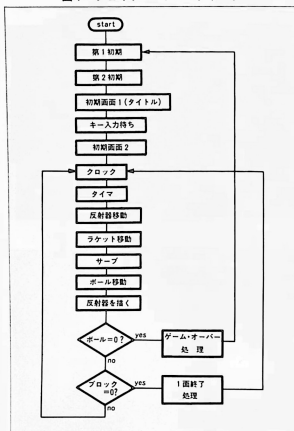 start
第1初期
第2初期
初期画面1(タイトル)
キー入力待ち
初期画面2
クロック
タイマ
反射器移動
ラケット移動
サーブ
ボール移動
反射器を描く
ボール=0?
yes
ゲーム・オーバー
処理
no
ブロック
=0?
yes
1面終了
処理
no